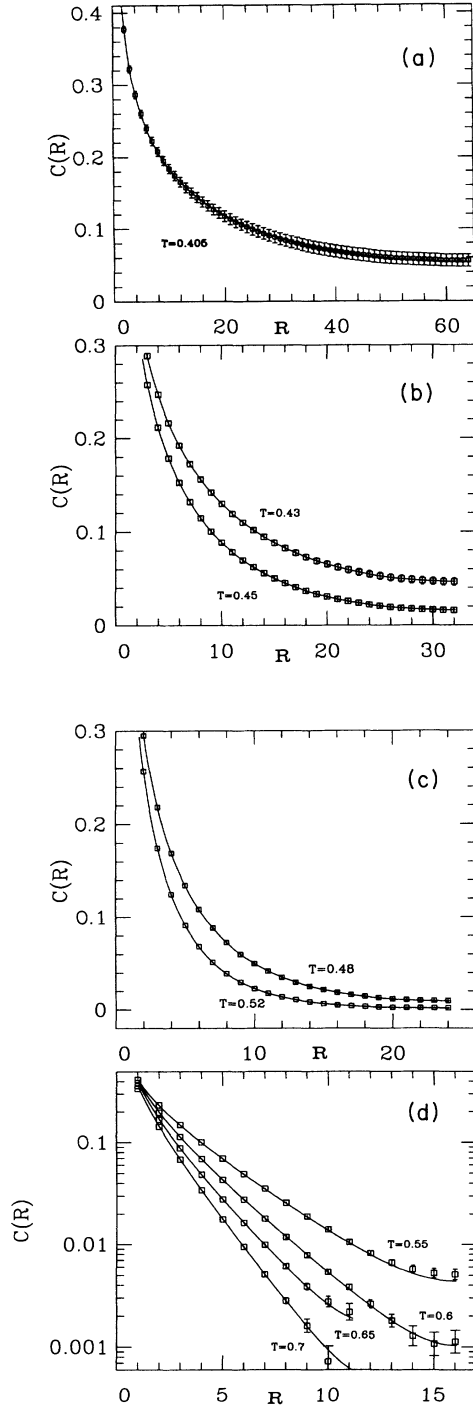 0.4
(a)
0.3
C(R)
0.2
0.1
T=0.405
0
0 20 40 60
R
0.3
(b)
0.2
C(R)
T=0.43
0.1
T=0.45
0
0 10 20 30
R
0.3
(c)
0.2
C(R)
0.1
T=0.48
T=0.52
0
0 10 20
R
(d)
0.1
C(R)
T=0.55
0.01
T=0.6
T=0.65
0.001
T=0.7
0 5 10 15
R